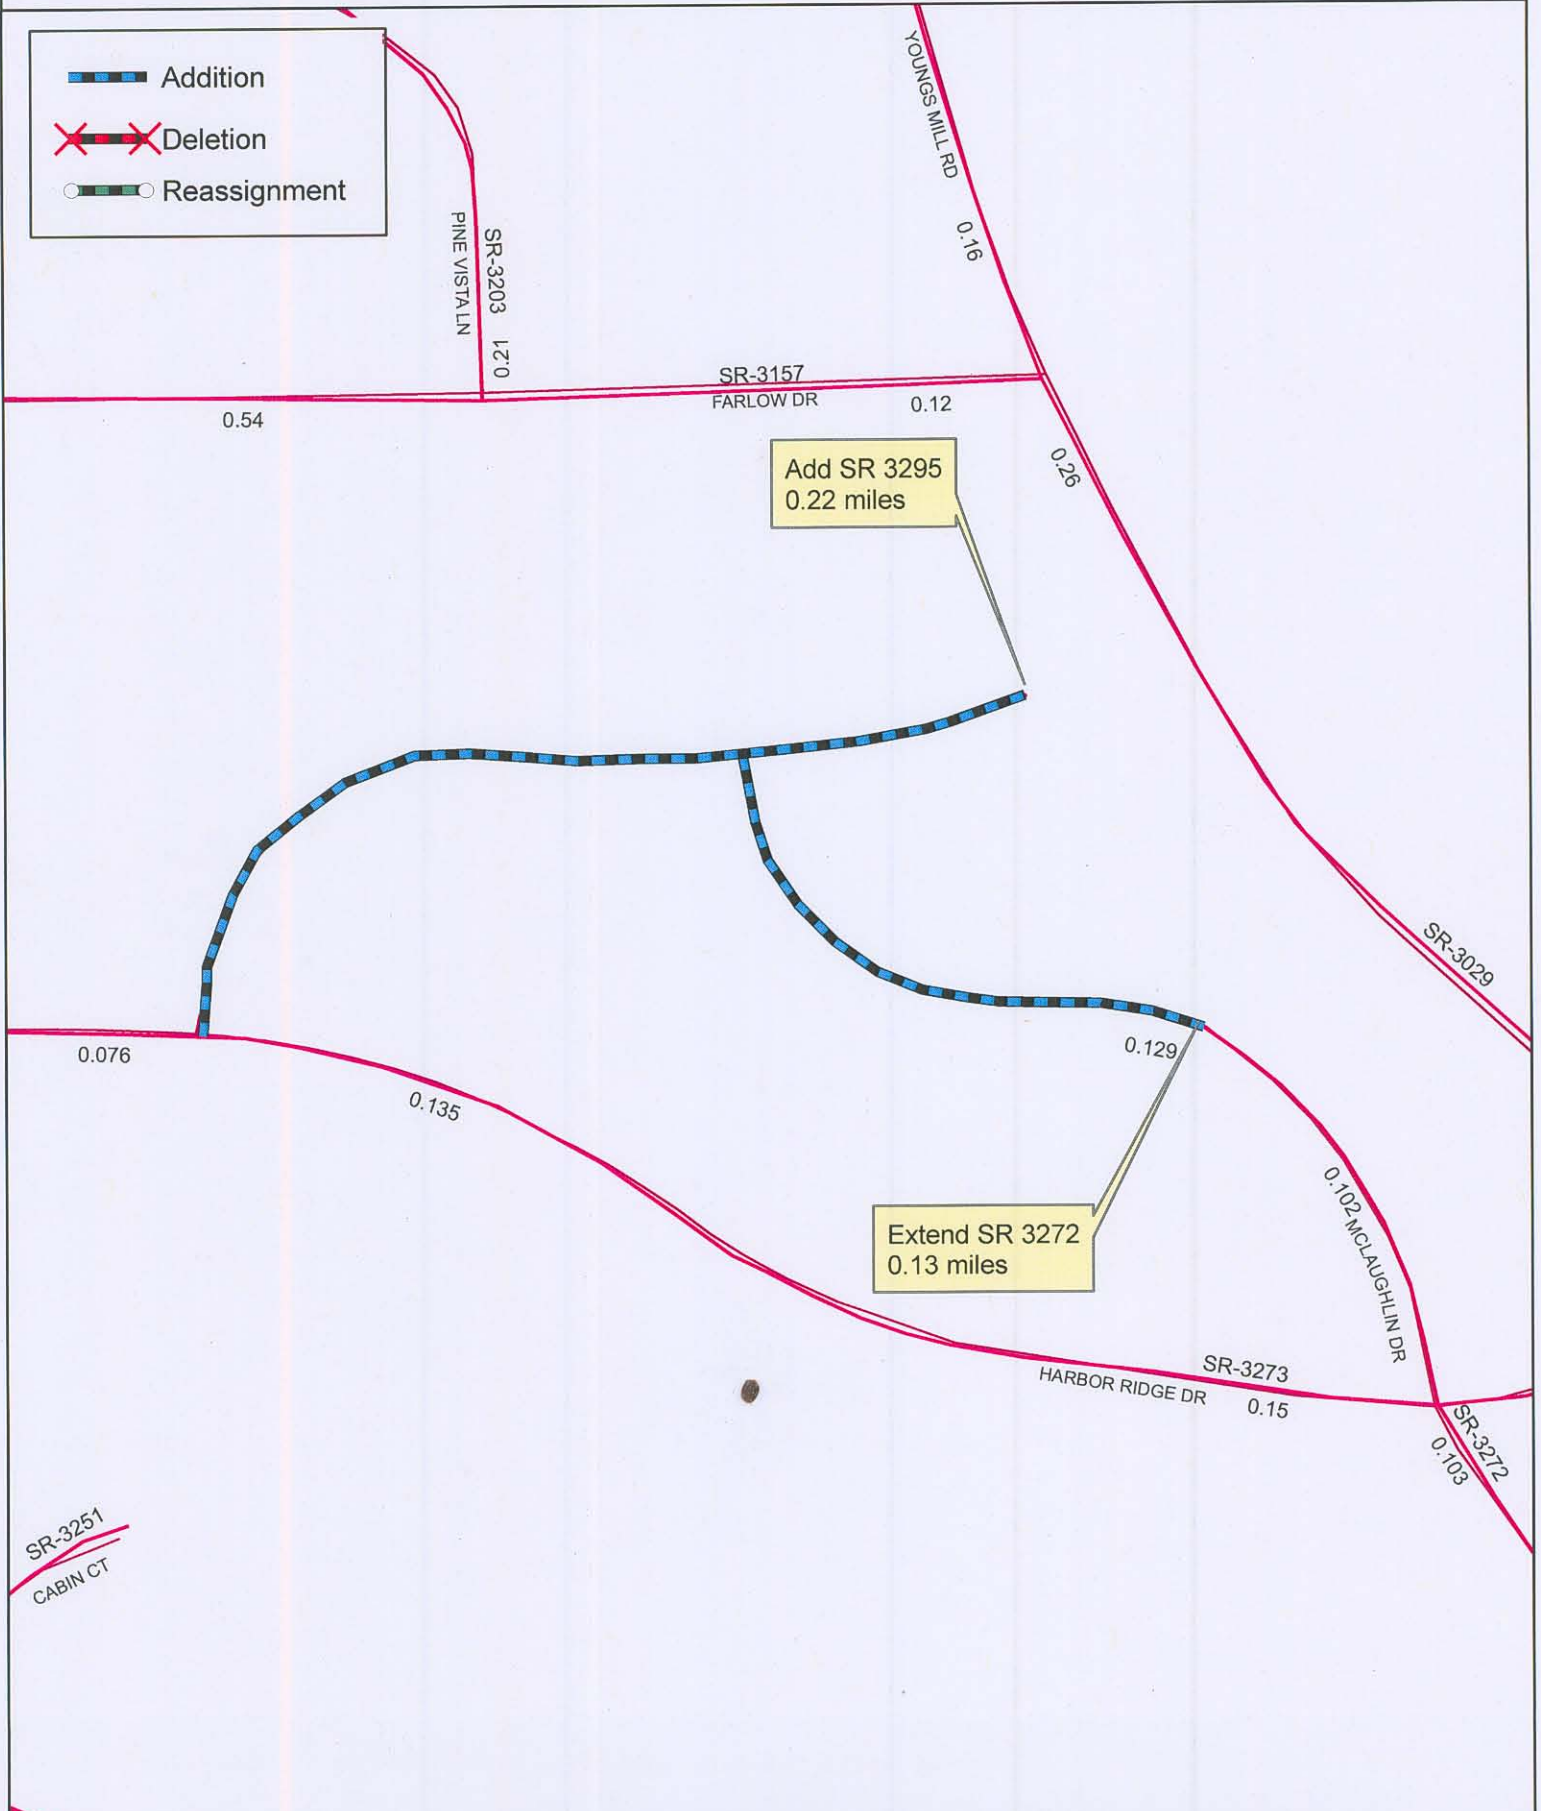 Addition
Deletion
Reassignment
YOUNGS MILL RD
0.16
PINE VISTA LN
SR-3203
0.21
SR-3157
FARLOW DR
0.12
0.54
0.26
Add SR 3295
0.22 miles
SR-3029
0.076
0.135
0.129
0.102
MCLAUGHLIN DR
Extend SR 3272
0.13 miles
SR-3273
HARBOR RIDGE DR
0.15
SR-3272
0.103
SR-3251
CABIN CT